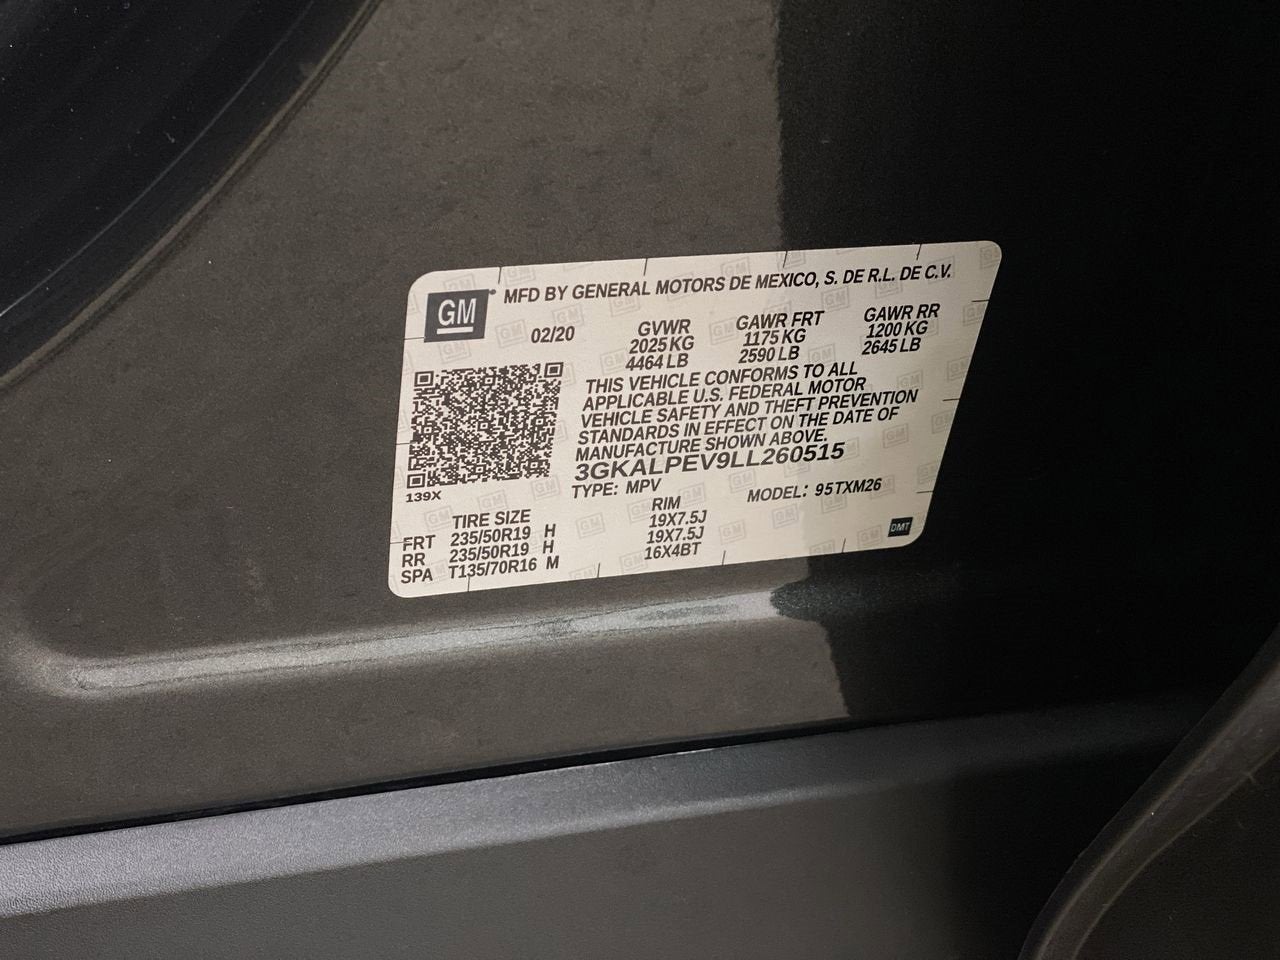 GM MFD BY GENERAL MOTORS DE MEXICO, S. DE R.L. DE C.V.
02/20 GVWR GAWR FRT GAWR RR
2025 KG 1175 KG 1200 KG
4464 LB 2590 LB 2645 LB
THIS VEHICLE CONFORMS TO ALL
APPLICABLE U.S. FEDERAL MOTOR
VEHICLE SAFETY AND THEFT PREVENTION
STANDARDS IN EFFECT ON THE DATE OF
MANUFACTURE SHOWN ABOVE.
3GKALPEV9LL260515
139X
TYPE: MPV MODEL: 95TXM26
TIRE SIZE RIM
FRT 235/50R19 H 19X7.5J
RR 235/50R19 H 19X7.5J
SPA T135/70R16 M 16X4BT
DMT